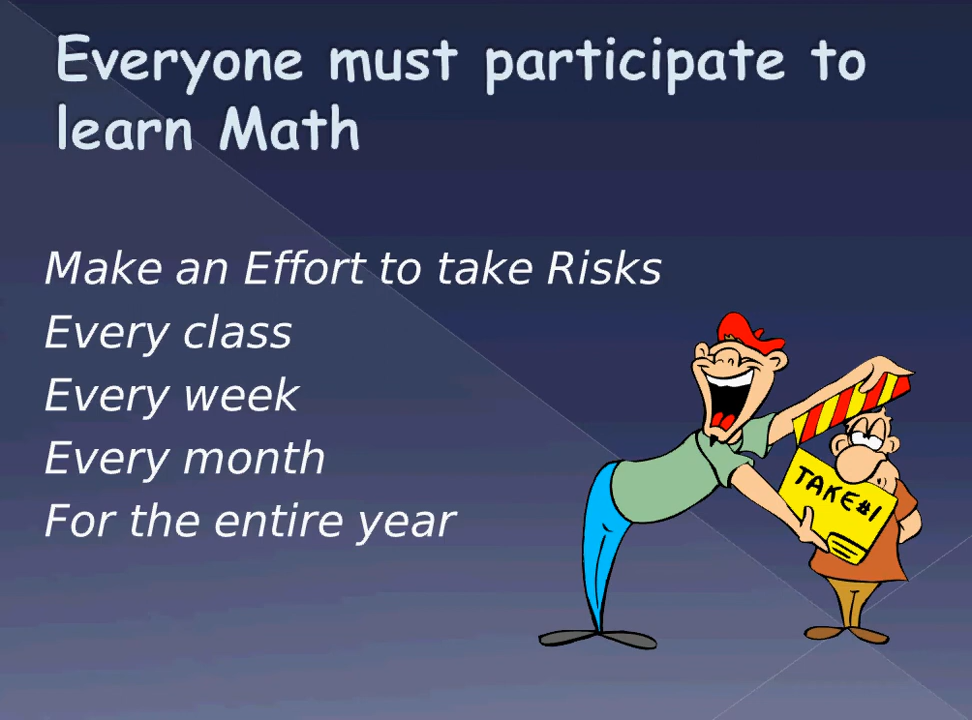 Everyone must participate to
learn Math
Make an Effort to take Risks
Every class
Every week
Every month
For the entire year
TAKE#1